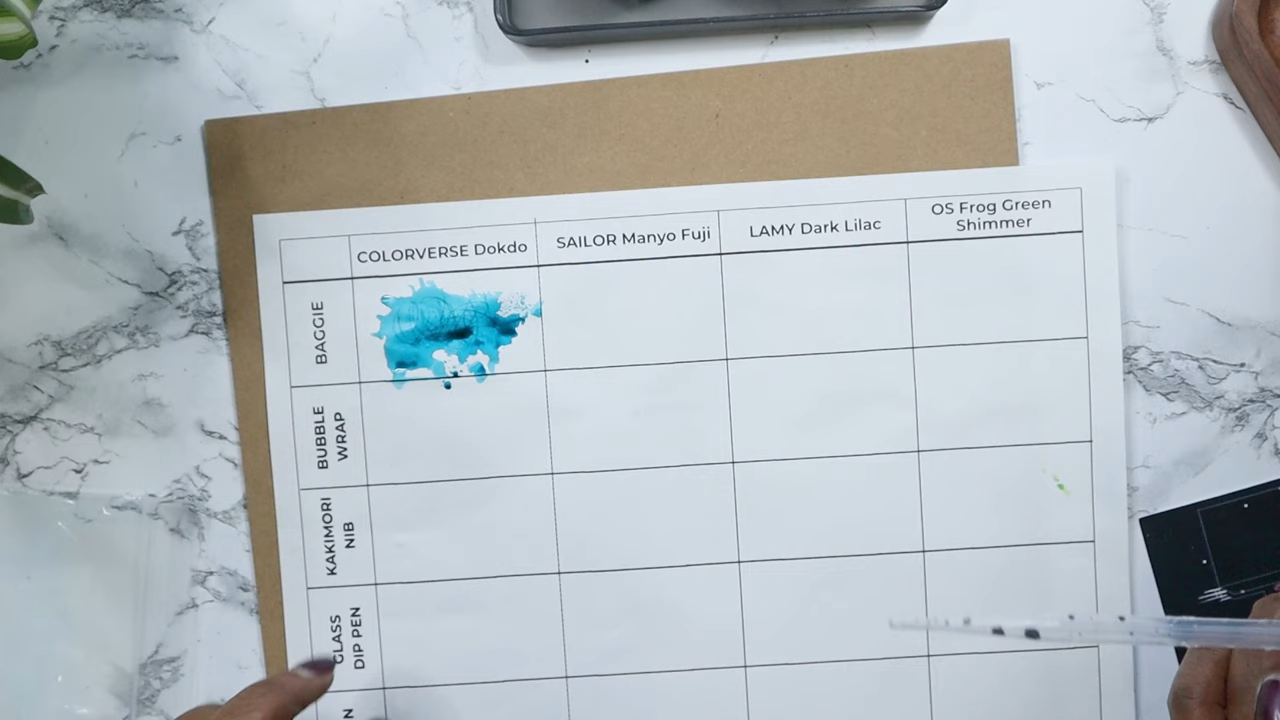 COLORVERSE Dokdo
SAILOR Manyo Fuji
LAMY Dark Lilac
OS Frog Green
Shimmer
BAGGIE
BUBBLE
WRAP
KAKIMORI
NIB
GLASS
DIP PEN
N